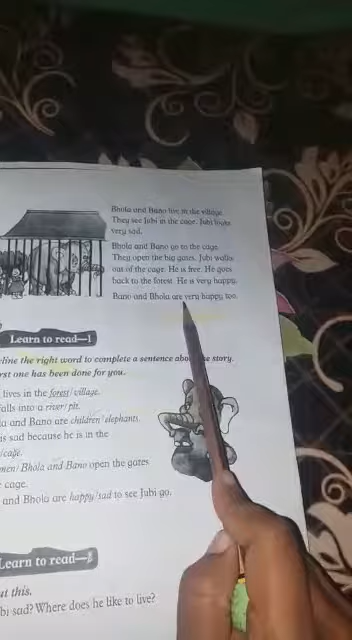 Bhola and Bano live in the village.
They see Jubi in the cage. Jubi looks
very sad.
Bhola and Bano go to the cage.
They open the big gates. Jubi walks
out of the cage. He is free. He goes
back to the forest. He is very happy.
Bano and Bhola are very happy too.
Learn to read—1
line the right word to complete a sentence the story.
rst one has been done for you.
lives in the forest/village.
falls into a river/pit.
and Bano are children/elephants.
is sad because he is in the
/cage.
men/Bhola and Bano open the gates
cage.
and Bhola are happy/sad to see Jubi go.
Learn to read—2
ut this.
bi sad? Where does he like to live?